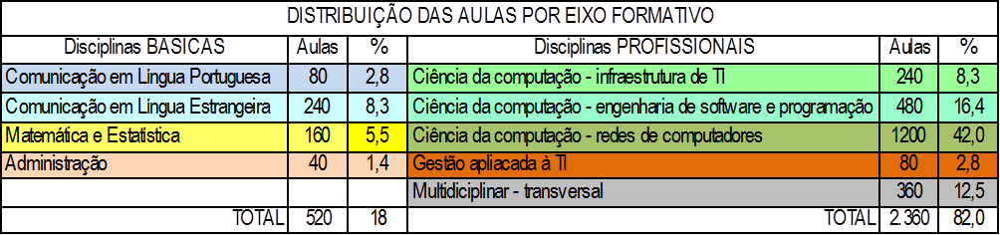 DISTRIBUIÇÃO DAS AULAS POR EIXO FORMATIVO
Disciplinas BASICAS Aulas % Disciplinas PROFISSIONAIS Aulas %
Comunicação em Língua Portuguesa 80 2,8 Ciência da computação - infraestrutura de TI 240 8,3
Comunicação em Língua Estrangeira 240 8,3 Ciência da computação - engenharia de software e programação 480 16,4
Matemática e Estatística 160 5,5 Ciência da computação - redes de computadores 1200 42,0
Administração 40 1,4 Gestão apliacada à TI 80 2,8
Multidiciplinar - transversal 360 12,5
TOTAL 520 18 TOTAL 2.360 82,0